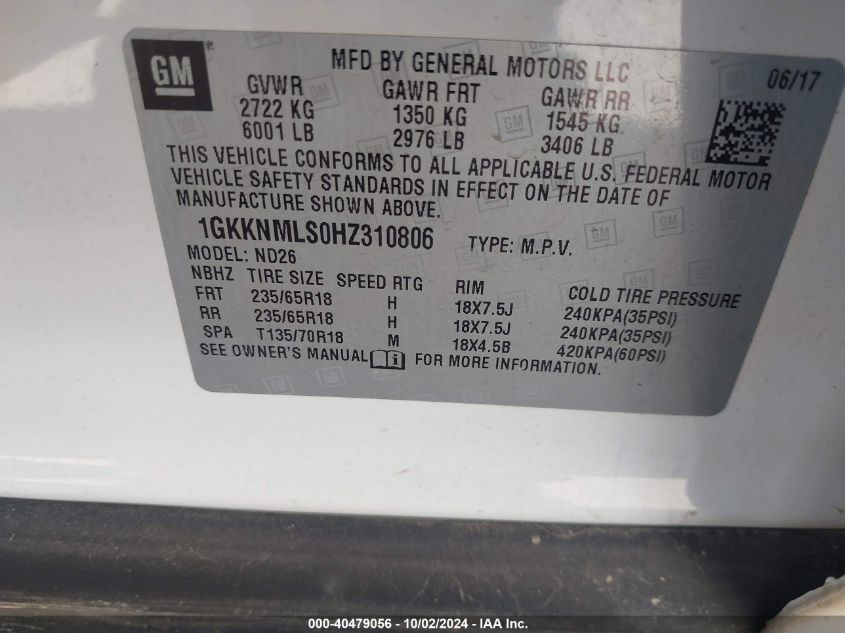 GM®
MFD BY GENERAL MOTORS LLC
06/17
GVWR GAWR FRT GAWR RR
2722 KG 1350 KG 1545 KG
6001 LB 2976 LB 3406 LB
THIS VEHICLE CONFORMS TO ALL APPLICABLE U.S. FEDERAL MOTOR
VEHICLE SAFETY STANDARDS IN EFFECT ON THE DATE OF
MANUFACTURE SHOWN ABOVE.
1GKKNMLS0HZ310806 TYPE: M.P.V.
MODEL: ND26
NBHZ TIRE SIZE SPEED RTG RIM COLD TIRE PRESSURE
FRT 235/65R18 H 18X7.5J 240KPA(35PSI)
RR 235/65R18 H 18X7.5J 240KPA(35PSI)
SPA T135/70R18 M 18X4.5B 420KPA(60PSI)
SEE OWNER'S MANUAL i FOR MORE INFORMATION.
000-40479056 - 10/02/2024 - IAAI Inc.